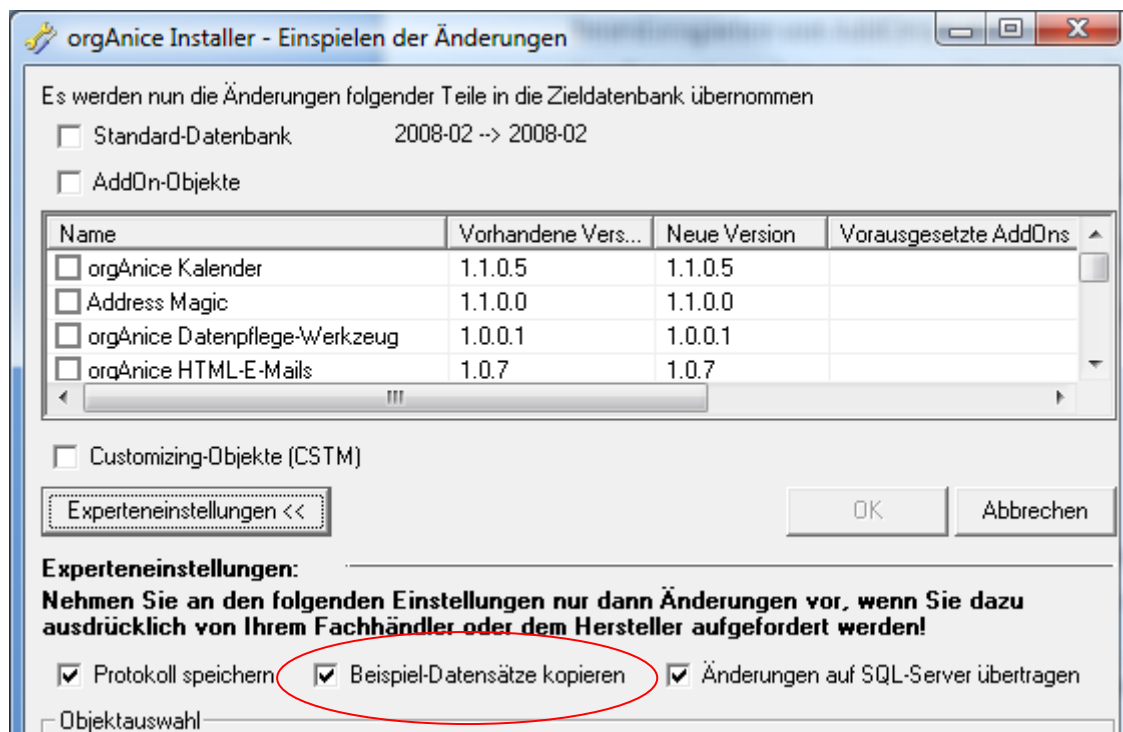 orgAnice Installer - Einspielen der Änderungen
Es werden nun die Änderungen folgender Teile in die Zieldatenbank übernommen
Standard-Datenbank 2008-02 --> 2008-02
AddOn-Objekte
Name Vorhandene Vers... Neue Version Vorausgesetzte AddOns
orgAnice Kalender 1.1.0.5 1.1.0.5
Address Magic 1.1.0.0 1.1.0.0
orgAnice Datenpflege-Werkzeug 1.0.0.1 1.0.0.1
orgAnice HTML-E-Mails 1.0.7 1.0.7
Customizing-Objekte (CSTM)
Experteneinstellungen << OK Abbrechen
Experteneinstellungen:
Nehmen Sie an den folgenden Einstellungen nur dann Änderungen vor, wenn Sie dazu
ausdrücklich von Ihrem Fachhändler oder dem Hersteller aufgefordert werden!
Protokoll speichern Beispiel-Datensätze kopieren Änderungen auf SQL-Server übertragen
Objektauswahl